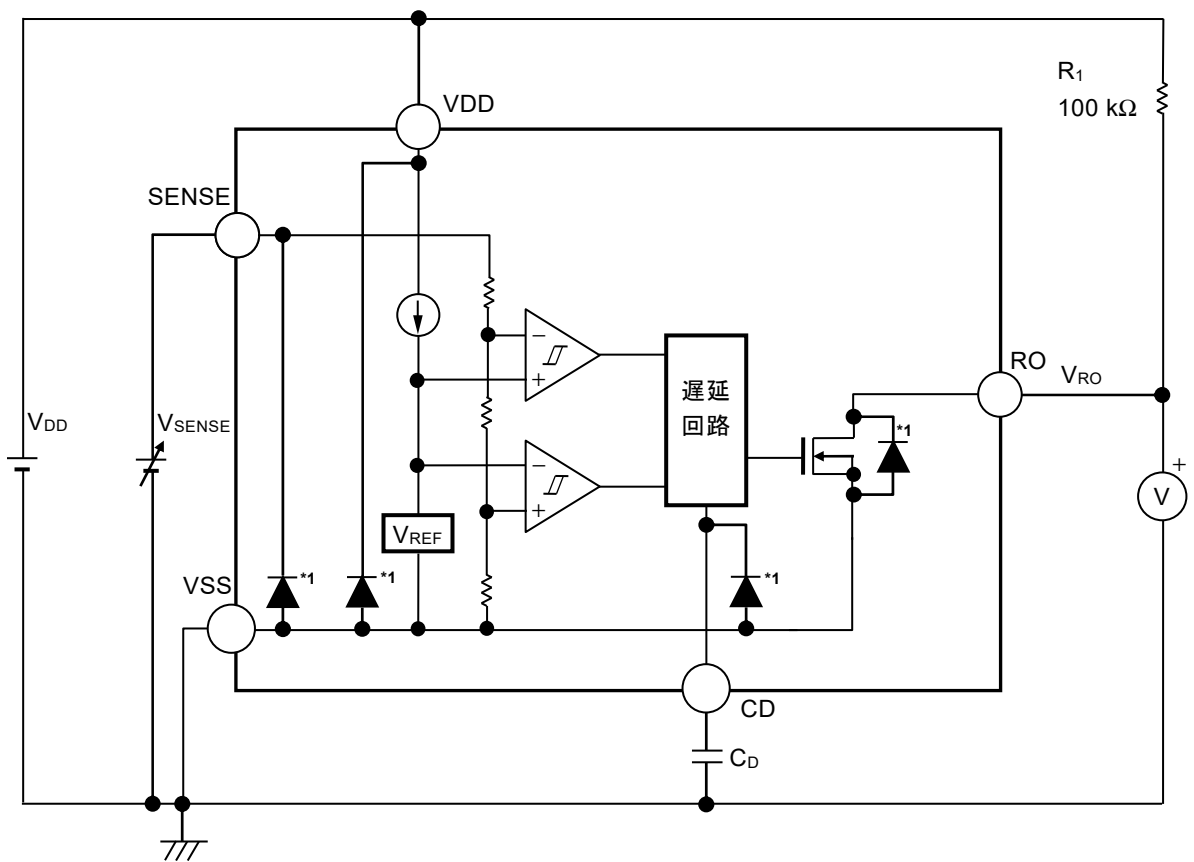 R1
100 kΩ
VDD
SENSE
RO
VRO
遅延
回路
*1
VDD
VSENSE
−
+
−
+
+
V
VREF
VSS
*1
*1
*1
CD
CD